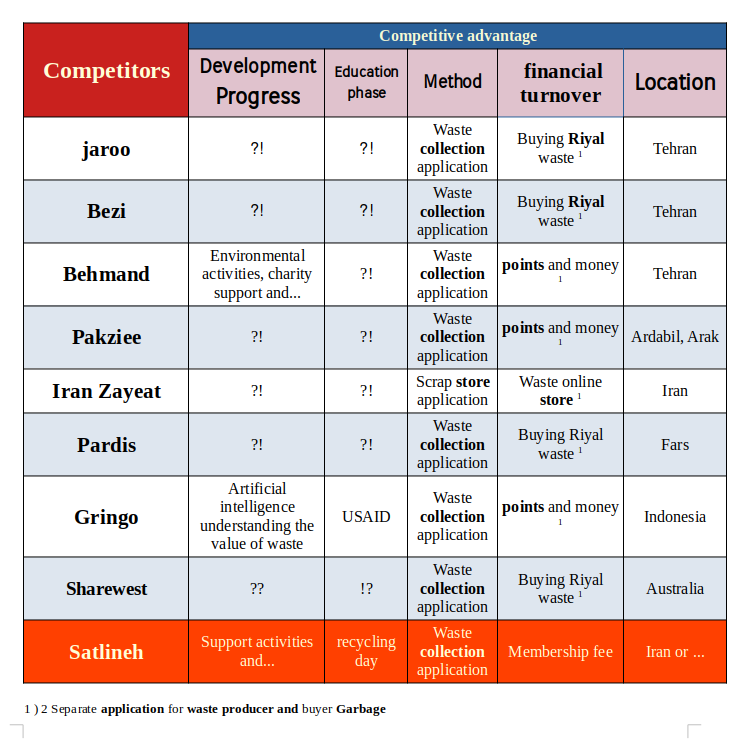 Competitors
Competitive advantage
Development
Progress
Education
phase
Method
financial
turnover
Location
jaroo
?!
?!
Waste
collection
application
Buying Riyal
waste 1
Tehran
Bezi
?!
?!
Waste
collection
application
Buying Riyal
waste 1
Tehran
Behmand
Environmental
activities, charity
support and...
?!
Waste
collection
application
points and money
1
Tehran
Pakziee
?!
?!
Waste
collection
application
points and money
1
Ardabil, Arak
Iran Zayeat
?!
?!
Scrap store
application
Waste online
store 1
Iran
Pardis
?!
?!
Waste
collection
application
Buying Riyal
waste 1
Fars
Gringo
Artificial
intelligence
understanding the
value of waste
USAID
Waste
collection
application
points and money
1
Indonesia
Sharewest
??
!?
Waste
collection
application
Buying Riyal
waste 1
Australia
Satlineh
Support activities
and...
recycling
day
Waste
collection
application
Membership fee
Iran or ...
1 ) 2 Separate application for waste producer and buyer Garbage